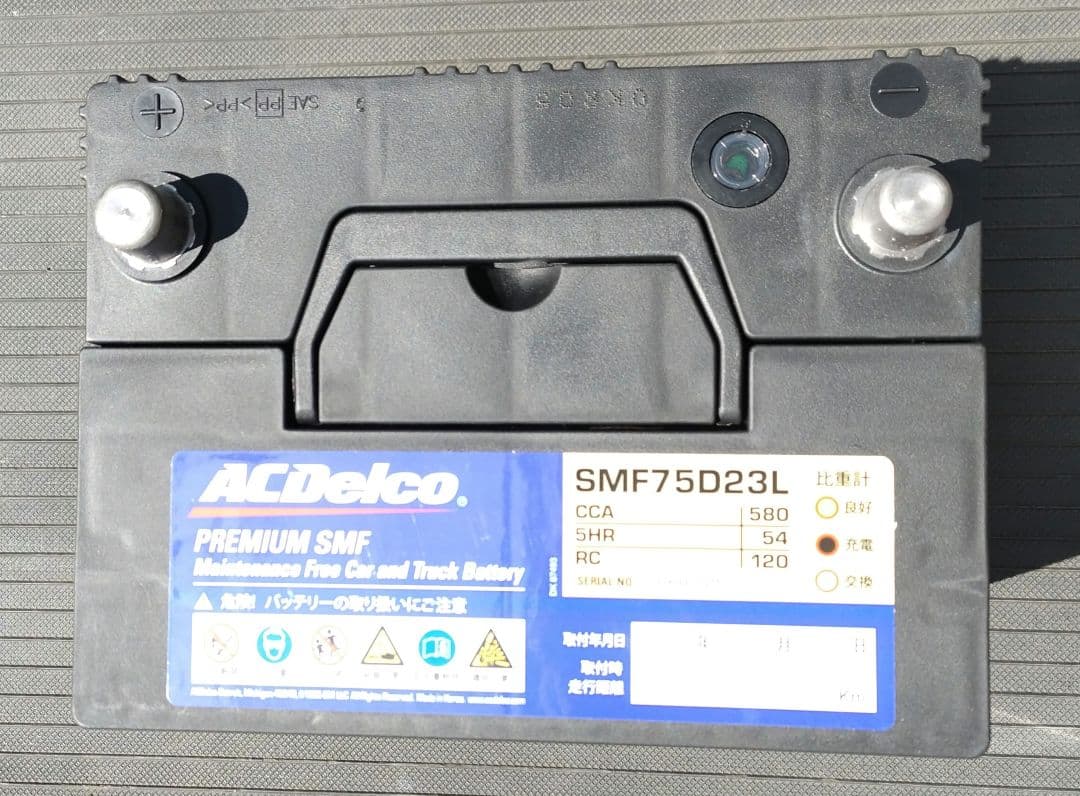 SAE PP >PP<
ACDelco®
PREMIUM SMF
Maintenance Free Car and Truck Battery
危険! バッテリーの取り扱いにご注意
SMF75D23L
CCA 580
5HR 54
RC 120
SERIAL NO
比重計
良好
充電
交換
取付年月日 年 月 日
取付時
走行距離 Km